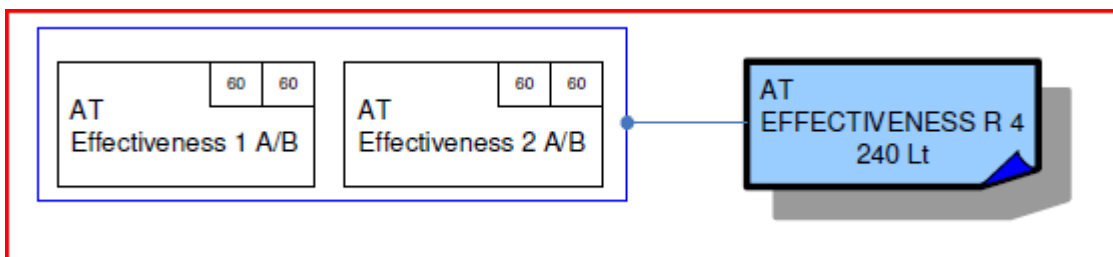 60 60
AT
Effectiveness 1 A/B
60 60
AT
Effectiveness 2 A/B
AT
EFFECTIVENESS R 4
240 Lt